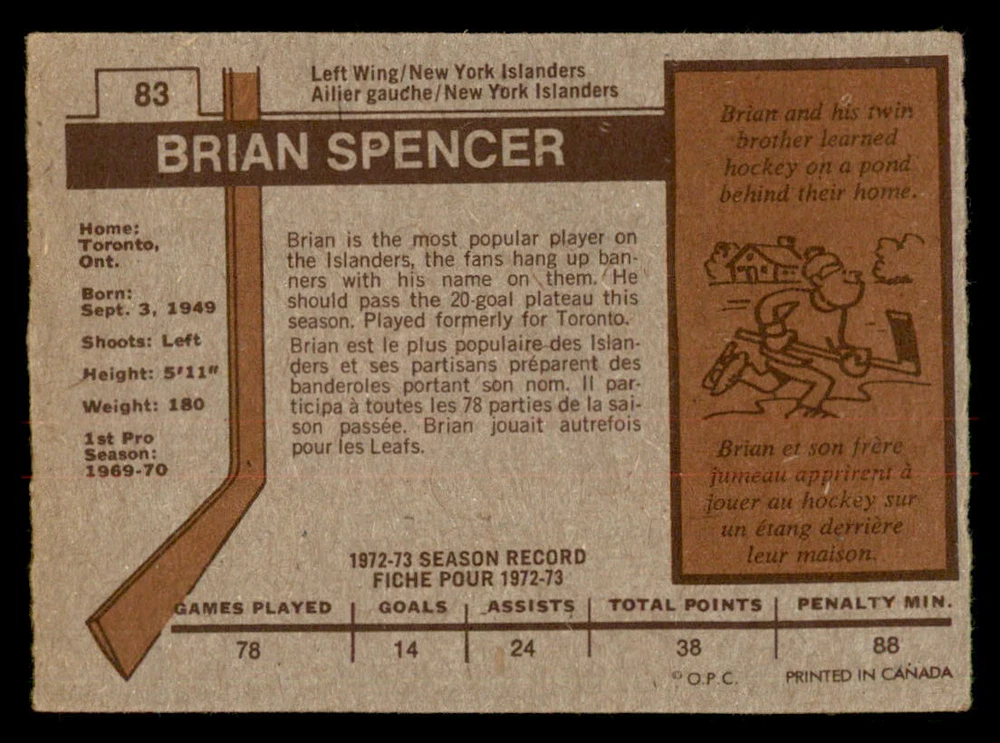 83
Left Wing/New York Islanders
Ailier gauche/New York Islanders
BRIAN SPENCER
Home:
Toronto,
Ont.
Born:
Sept. 3, 1949
Shoots: Left
Height: 5'11"
Weight: 180
1st Pro
Season:
1969-70
Brian is the most popular player on
the Islanders, the fans hang up ban-
ners with his name on them. He
should pass the 20-goal plateau this
season. Played formerly for Toronto.
Brian est le plus populaire des Islan-
ders et ses partisans préparent des
banderoles portant son nom. Il par-
ticipa à toutes les 78 parties de la sai-
son passée. Brian jouait autrefois
pour les Leafs.
Brian and his twin
brother learned
hockey on a pond
behind their home.
Brian et son frère
jumeau apprirent à
jouer au hockey sur
un étang derrière
leur maison.
1972-73 SEASON RECORD
FICHE POUR 1972-73
GAMES PLAYED GOALS ASSISTS TOTAL POINTS PENALTY MIN.
78 14 24 38 88
© O.P.C. PRINTED IN CANADA